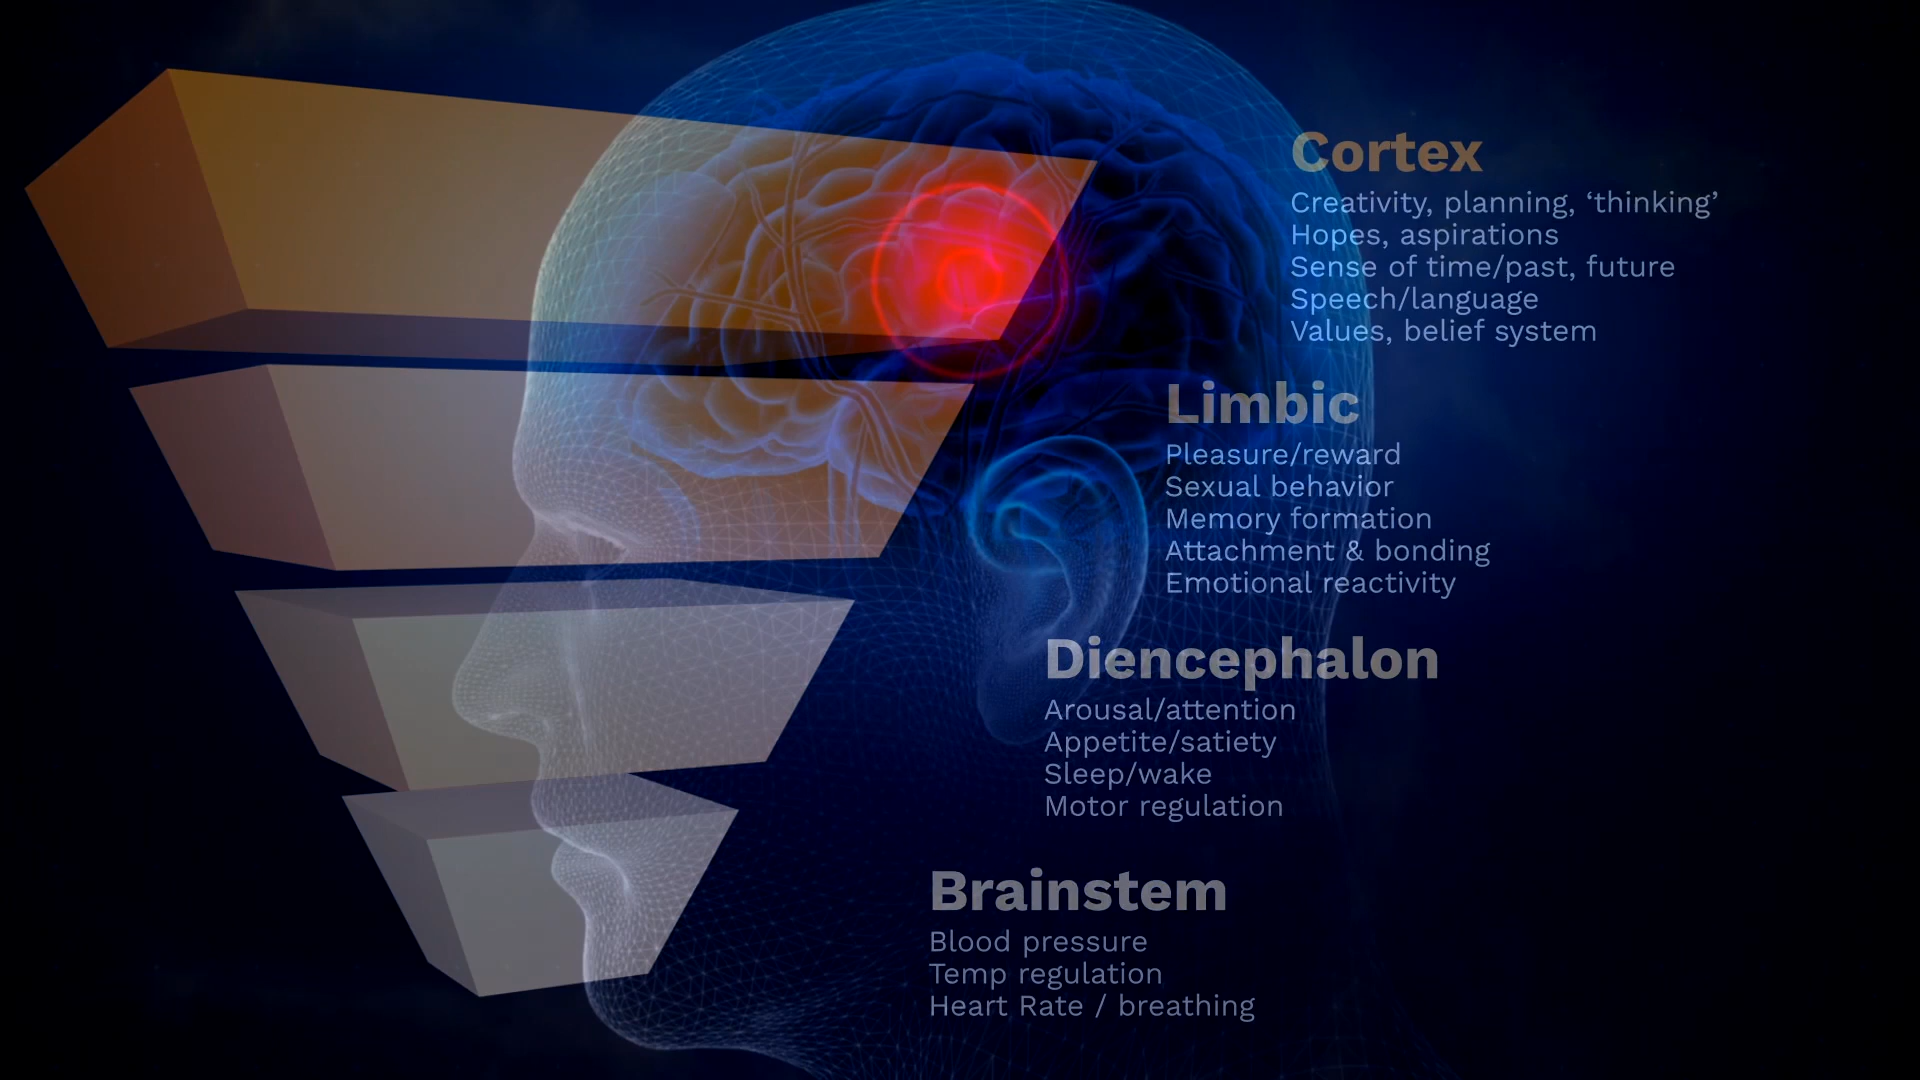 Cortex
Creativity, planning, ‘thinking’
Hopes, aspirations
Sense of time/past, future
Speech/language
Values, belief system
Limbic
Pleasure/reward
Sexual behavior
Memory formation
Attachment & bonding
Emotional reactivity
Diencephalon
Arousal/attention
Appetite/satiety
Sleep/wake
Motor regulation
Brainstem
Blood pressure
Temp regulation
Heart Rate / breathing